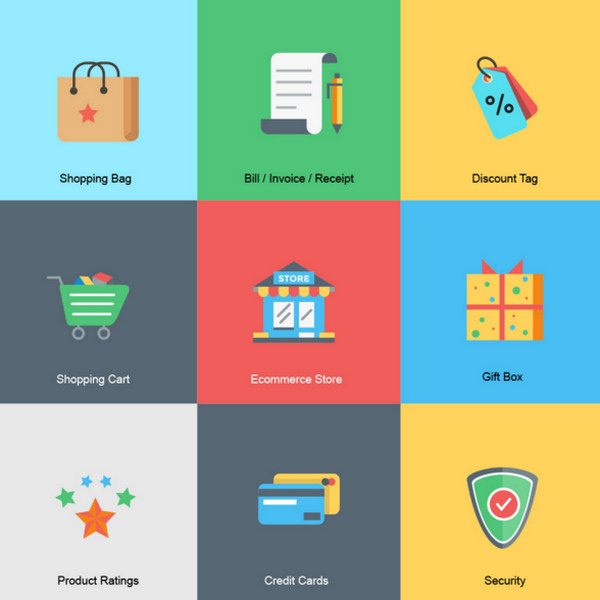 Shopping Bag
Bill / Invoice / Receipt
%
Discount Tag
Shopping Cart
STORE
Ecommerce Store
Gift Box
Product Ratings
Credit Cards
Security